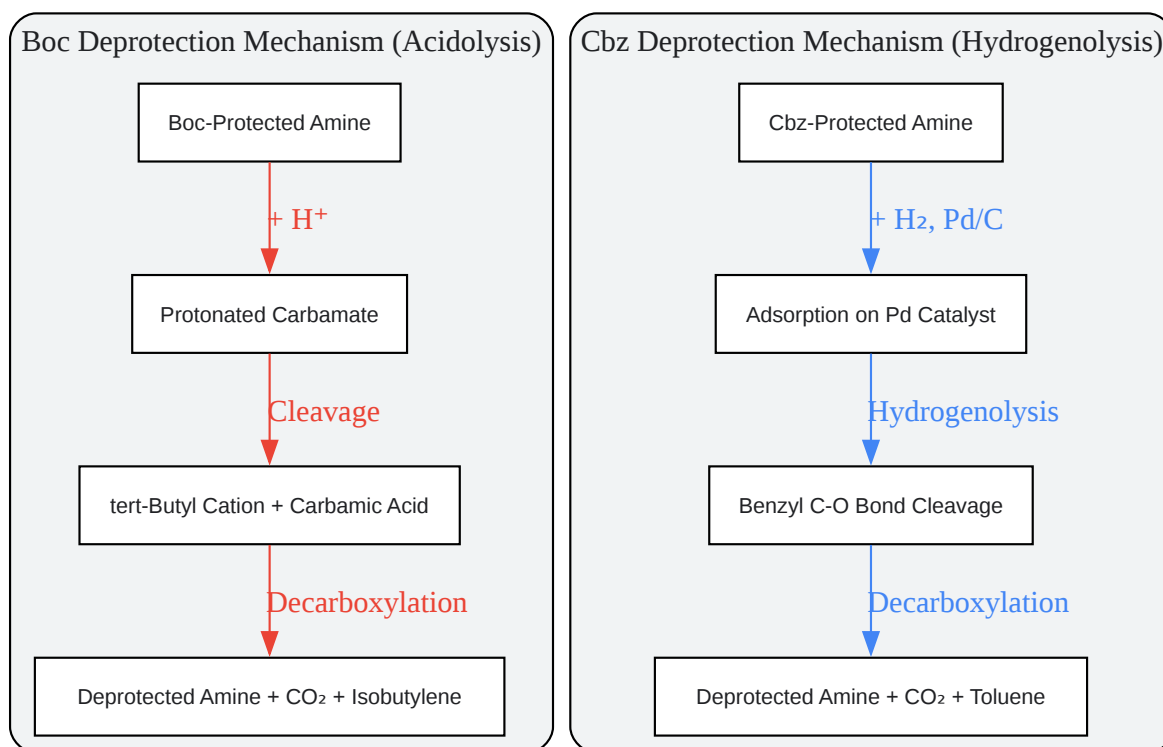 Boc Deprotection Mechanism (Acidolysis)
Boc-Protected Amine
+ H⁺
Protonated Carbamate
Cleavage
tert-Butyl Cation + Carbamic Acid
Decarboxylation
Deprotected Amine + CO₂ + Isobutylene
Cbz Deprotection Mechanism (Hydrogenolysis)
Cbz-Protected Amine
+ H₂, Pd/C
Adsorption on Pd Catalyst
Hydrogenolysis
Benzyl C-O Bond Cleavage
Decarboxylation
Deprotected Amine + CO₂ + Toluene